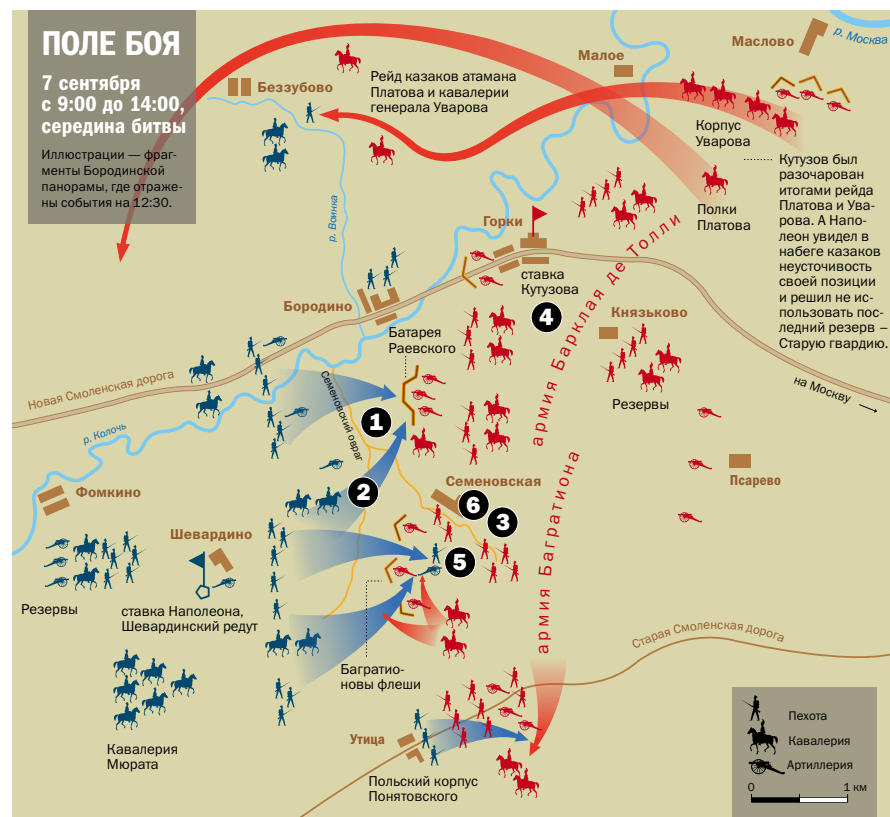 ПОЛЕ БОЯ
7 сентября
с 9:00 до 14:00,
середина битвы
Иллюстрации — фраг-
менты Бородинской
панорамы, где отраже-
ны события на 12:30.
Беззубово
Рейд казаков атамана
Платова и кавалерии
генерала Уварова
Малое
Маслово
р. Москва
Корпус
Уварова
Полки
Платова
Кутузов был
разочарован
итогами рейда
Платова и Ува-
рова. А Напо-
леон увидел в
набеге казаков
неусточивость
своей позиции
и решил не ис-
пользовать пос-
ледний резерв –
Старую гвардию.
р. Воинка
Горки
ставка
Кутузова
4
Бородино
Батарея
Раевского
армия Барклая де Толли
Князьково
Резервы
на Москву
Новая Смоленская дорога
р. Колочь
Семеновский овраг
1
2
Семеновская
6
3
5
Псарево
Фомкино
Шевардино
Резервы
ставка Наполеона,
Шевардинский редут
армия Багратиона
Старая Смоленская дорога
Багратио-
новы флеши
Кавалерия
Мюрата
Утица
Польский корпус
Понятовского
Пехота
Кавалерия
Артиллерия
0
1 км